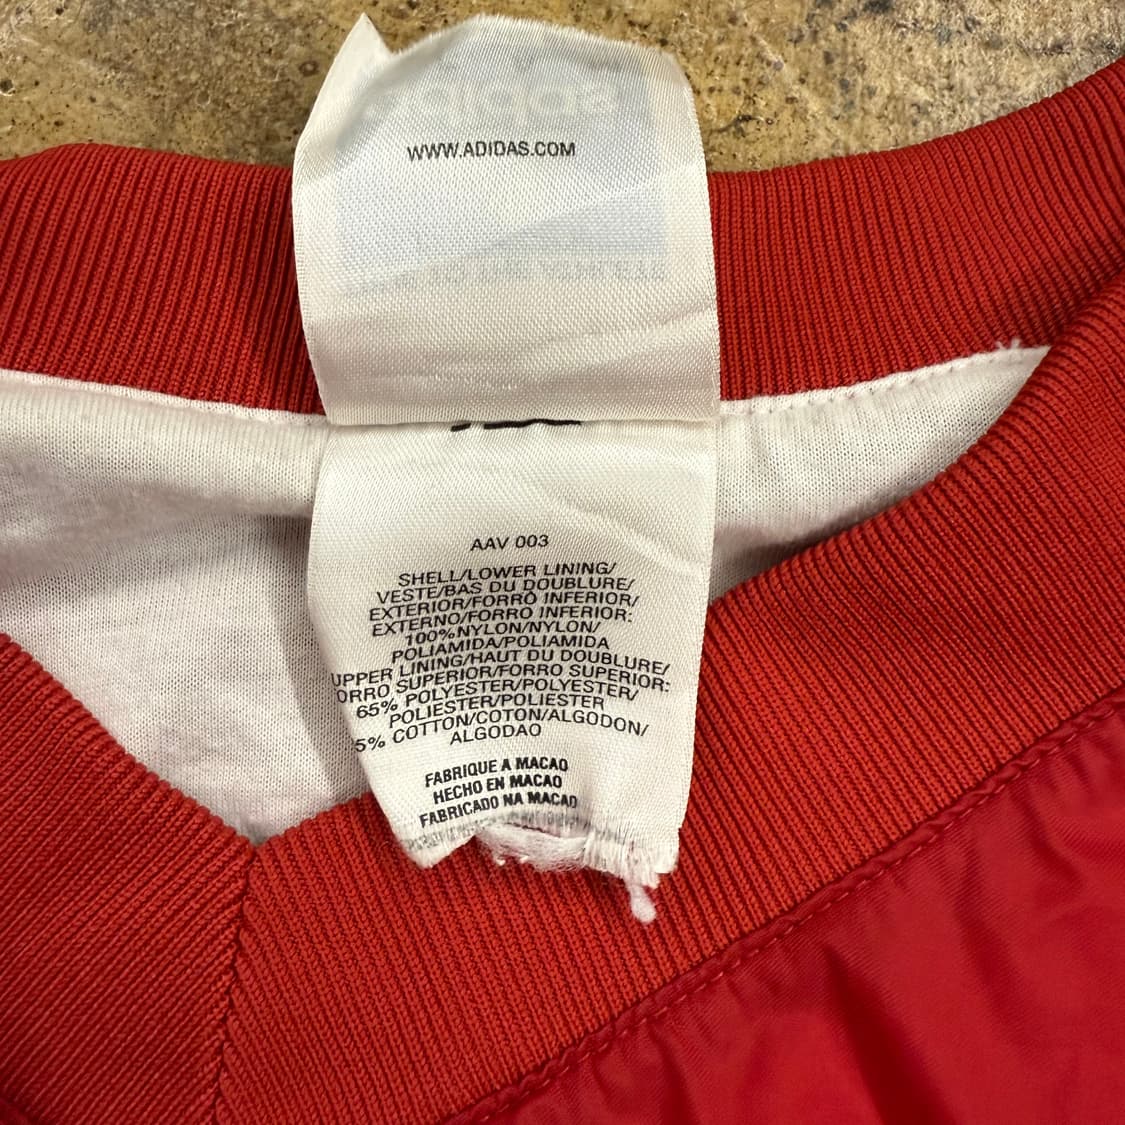 WWW.ADIDAS.COM
AAV 003
SHELL/LOWER LINING/
VESTE/BAS DU DOUBLURE/
EXTERIOR/FORRO INFERIOR/
EXTERNO/FORRO INFERIOR:
100%NYLON/NYLON/
POLIAMIDA/POLIAMIDA
UPPER LINING/HAUT DU DOUBLURE/
ORRO SUPERIOR/FORRO SUPERIOR:
65% POLYESTER/POLYESTER/
POLIESTER/POLIESTER
5% COTTON/COTON/ALGODON/
ALGODAO
FABRIQUE A MACAO
HECHO EN MACAO
FABRICADO NA MACAO